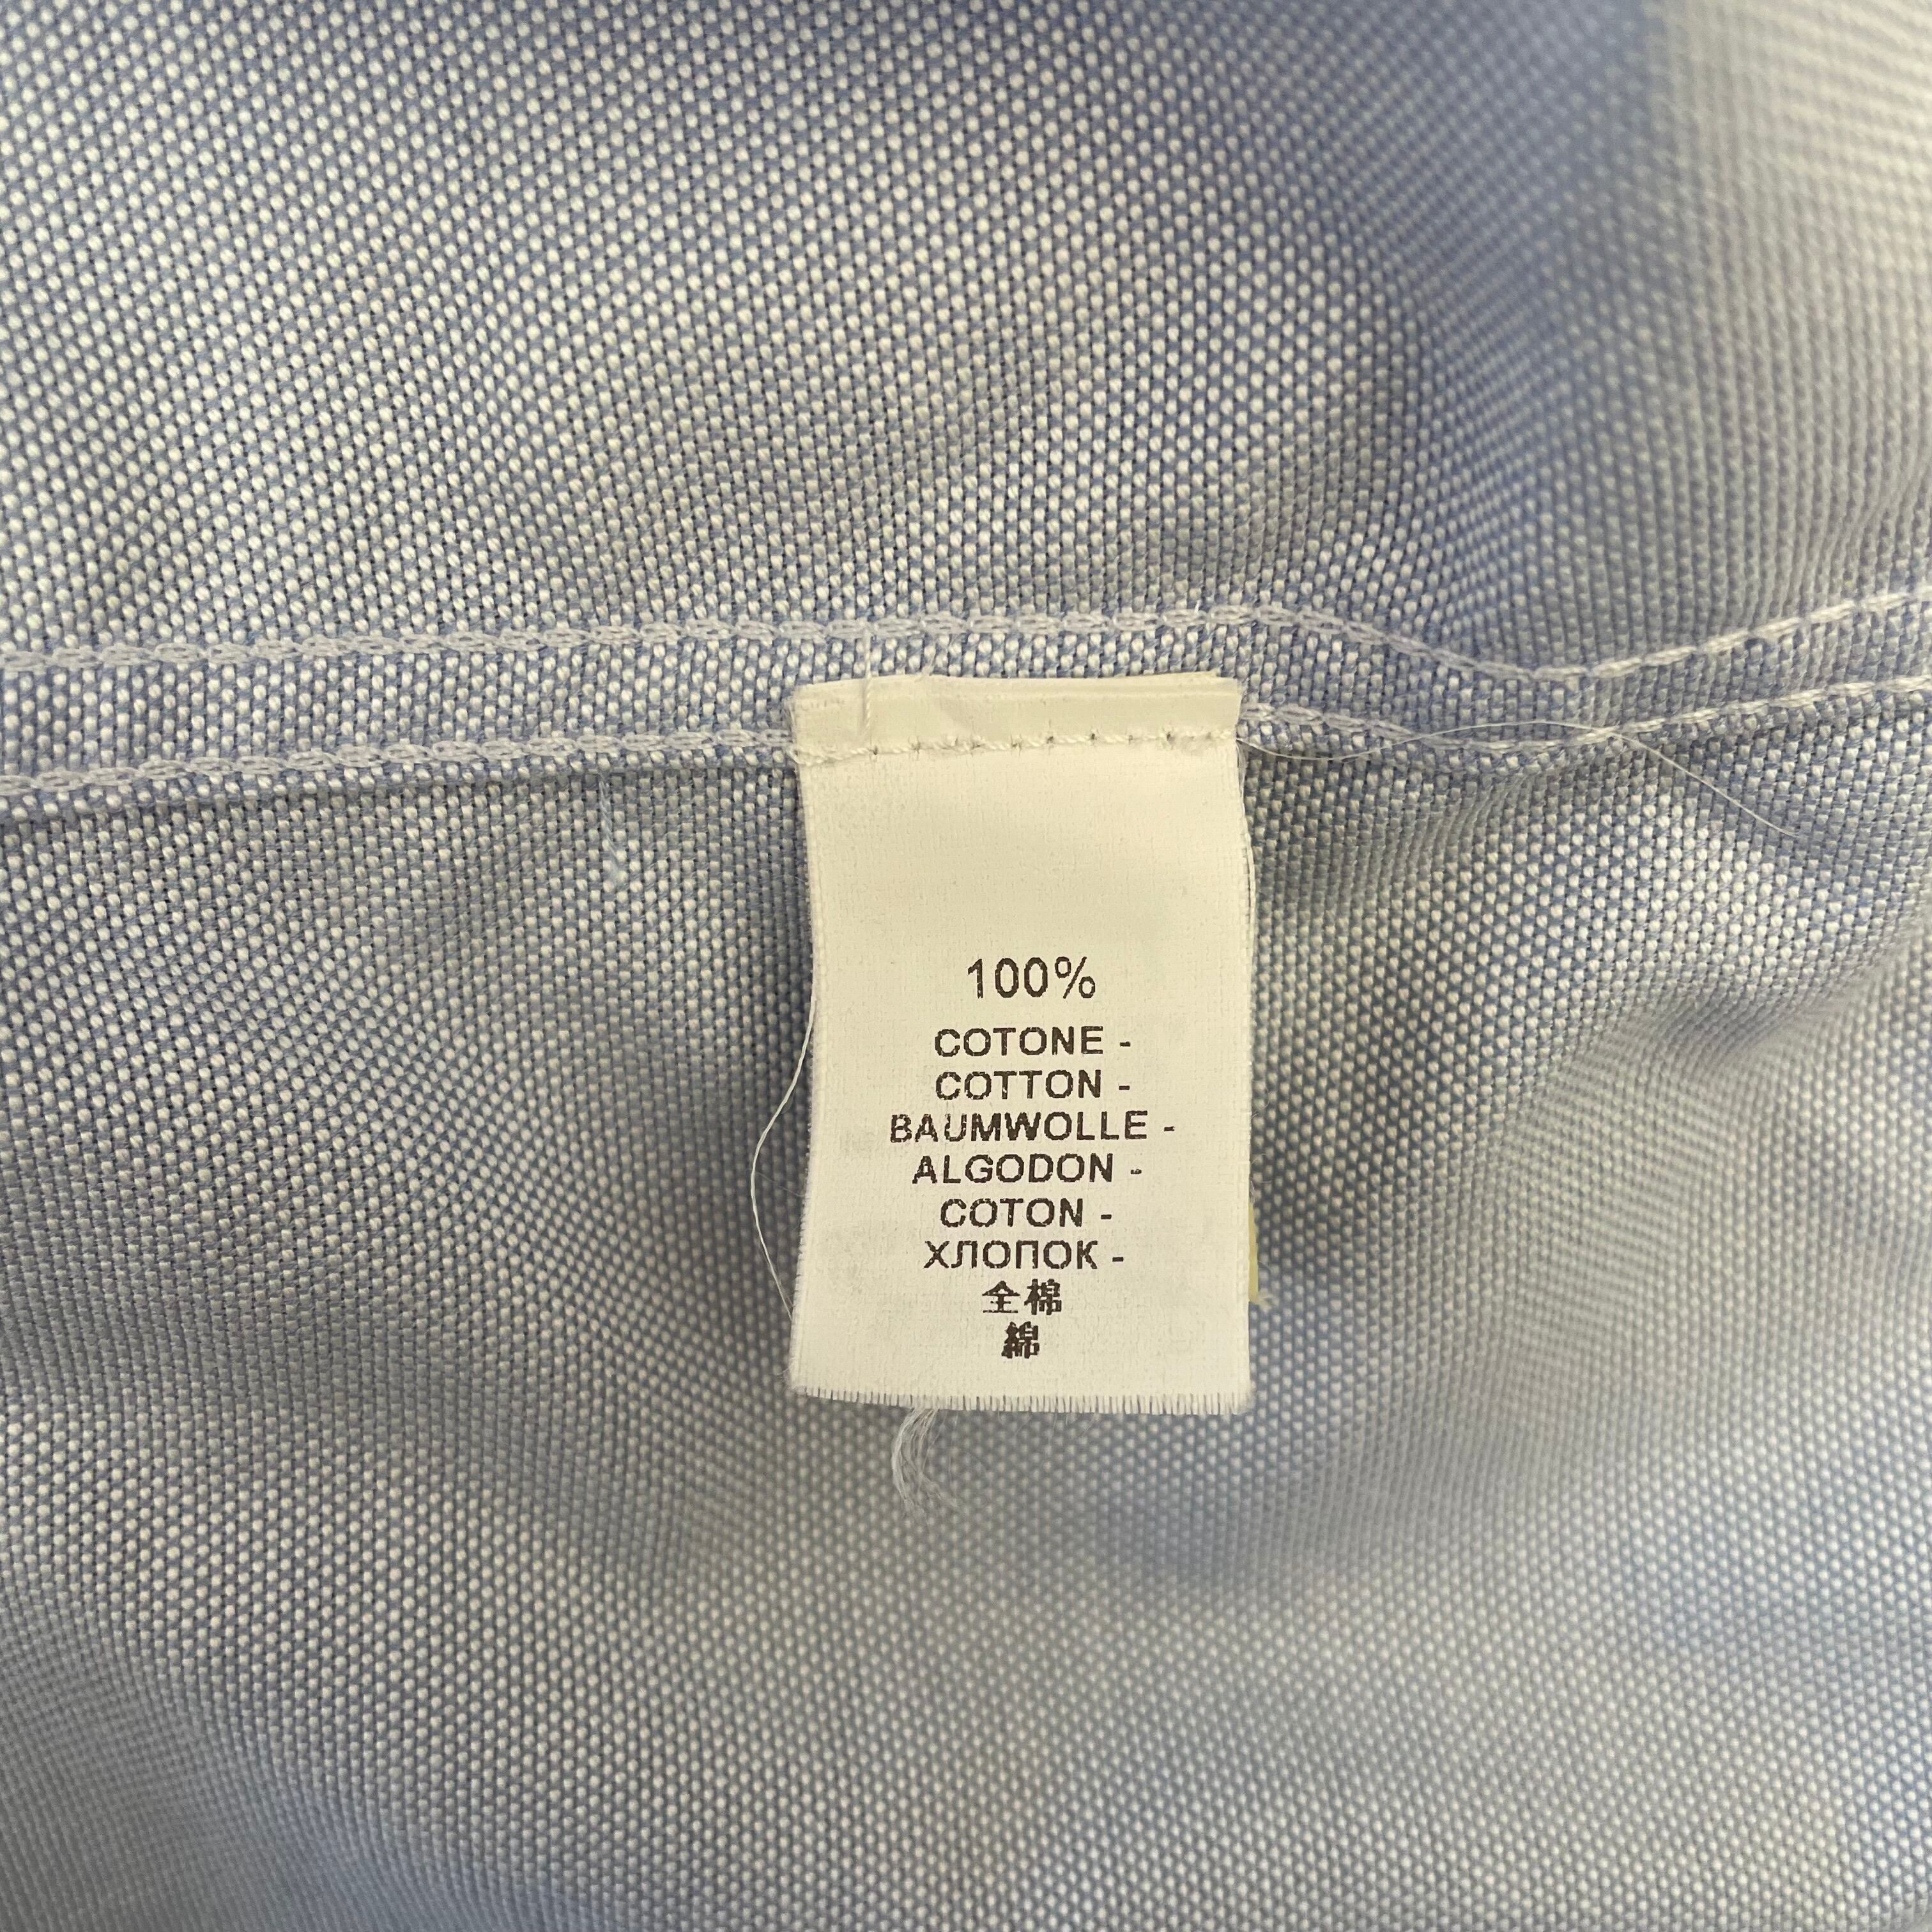 100%
COTONE -
COTTON -
BAUMWOLLE -
ALGODON -
COTON -
ХЛОПОК -
全棉
綿